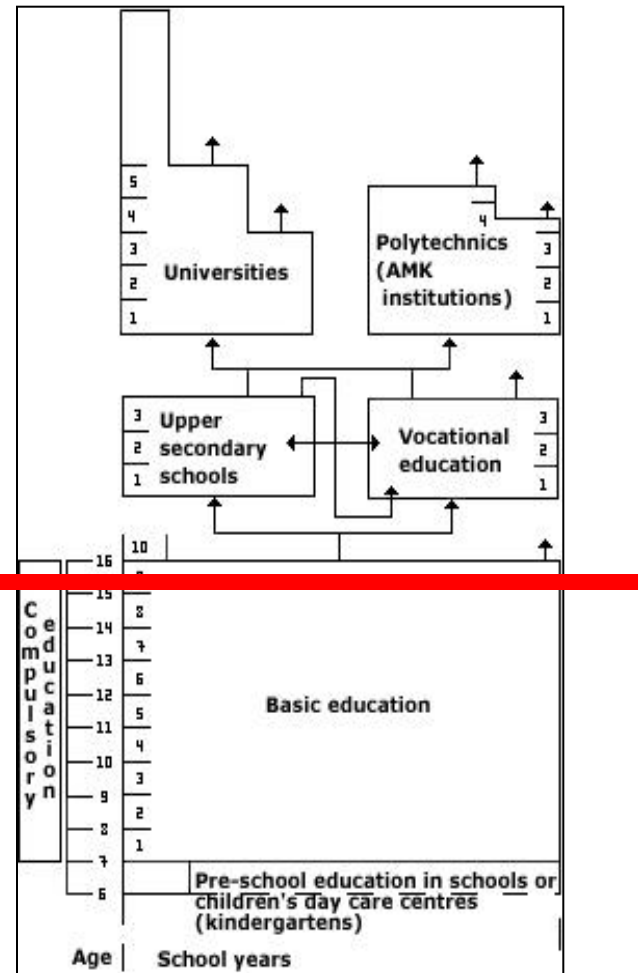 5
4
3
2
1
Universities
4
3
2
1
Polytechnics
(AMK
institutions)
3
2
1
Upper
secondary
schools
3
2
1
Vocational
education
10
16
15
14
13
12
11
10
9
8
7
6
8
7
6
5
4
3
2
1
Compulsory
education
Basic education
Pre-school education in schools or
children's day care centres
(kindergartens)
Age
School years